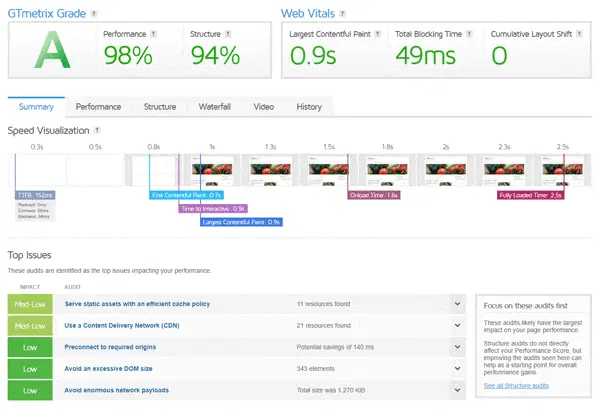 GTmetrix Grade ?
Web Vitals ?
A
Performance ?
98%
Structure ?
94%
Largest Contentful Paint ?
0.9s
Total Blocking Time ?
49ms
Cumulative Layout Shift ?
0
Summary Performance Structure Waterfall Video History
Speed Visualization ?
0.3s 0.5s 0.8s 1s 1.3s 1.5s 1.8s 2s 2.3s 2.5s
TTFB: 152ms
First Contentful Paint: 0.7s
Onload Time: 1.6s
Fully Loaded Time: 2.5s
Redirect: 0ms
Time to Interactive: 0.9s
Largest Contentful Paint: 0.9s
Top Issues
These audits are identified as the top issues impacting your performance.
IMPACT AUDIT
Med-Low Serve static assets with an efficient cache policy 11 resources found
Med-Low Use a Content Delivery Network (CDN) 21 resources found
Low Preconnect to required origins Potential savings of 140 ms
Low Avoid an excessive DOM size 343 elements
Low Avoid enormous network payloads Total size was 1,270 KiB
Focus on these audits first
These audits likely have the largest
impact on your page performance.
Structure audits do not directly
affect your Performance Score, but
improving the audits seen here can
help as a starting point for overall
performance gains.
See all Structure audits